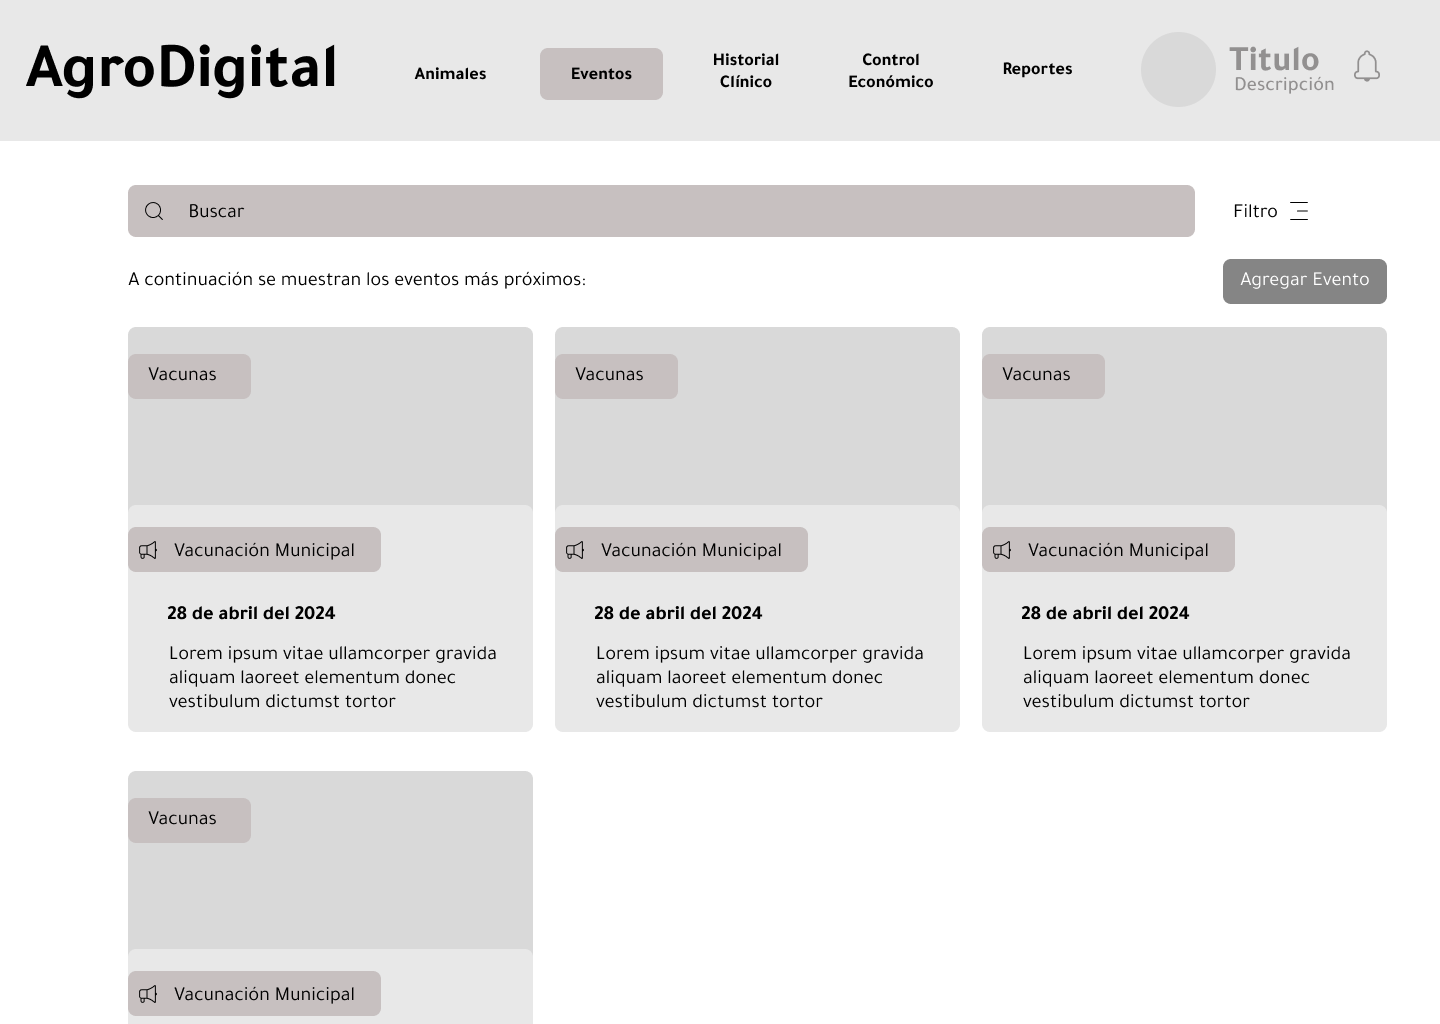 AgroDigital
Animales
Eventos
Historial
Clínico
Control
Económico
Reportes
Titulo
Descripción
Buscar
Filtro
A continuación se muestran los eventos más próximos:
Agregar Evento
Vacunas
Vacunación Municipal
28 de abril del 2024
Lorem ipsum vitae ullamcorper gravida
aliquam laoreet elementum donec
vestibulum dictumst tortor
Vacunas
Vacunación Municipal
28 de abril del 2024
Lorem ipsum vitae ullamcorper gravida
aliquam laoreet elementum donec
vestibulum dictumst tortor
Vacunas
Vacunación Municipal
28 de abril del 2024
Lorem ipsum vitae ullamcorper gravida
aliquam laoreet elementum donec
vestibulum dictumst tortor
Vacunas
Vacunación Municipal